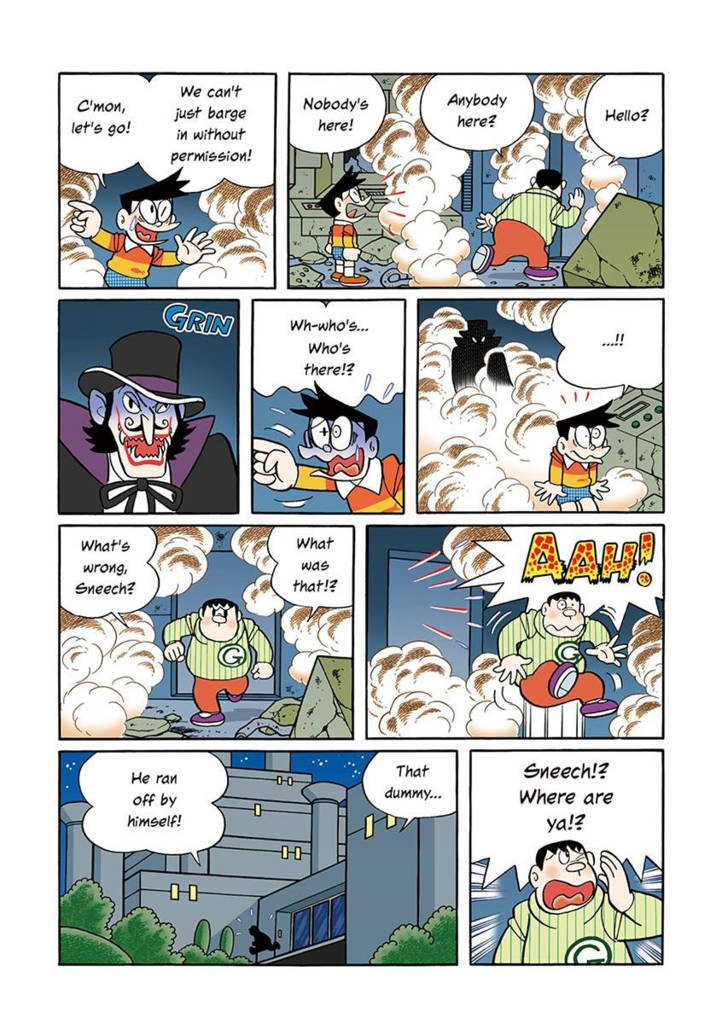 Hello?
Anybody
here?
Nobody's
here!
We can't
just barge
in without
permission!
C'mon,
let's go!
...!!
Wh-who's...
Who's
there!?
GRIN
AAH!
G
What
was
that!?
What's
wrong,
Sneech?
G
Sneech!?
Where are
ya!?
G
That
dummy...
He ran
off by
himself!